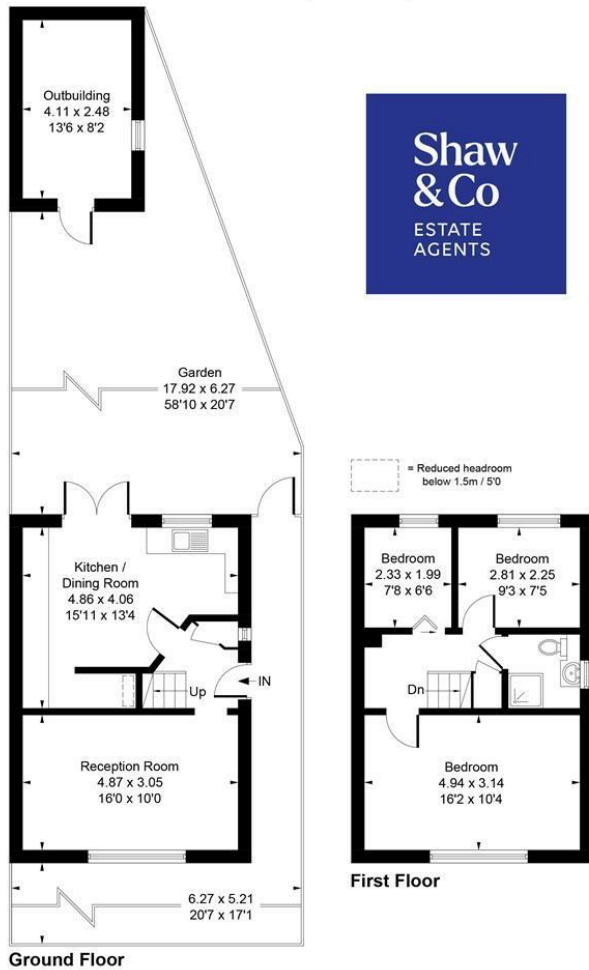 Outbuilding
4.11 x 2.48
13'6 x 8'2
Shaw
& Co
ESTATE
AGENTS
Garden
17.92 x 6.27
58'10 x 20'7
= Reduced headroom
below 1.5m / 5'0
Kitchen /
Dining Room
4.86 x 4.06
15'11 x 13'4
IN
Up
Reception Room
4.87 x 3.05
16'0 x 10'0
6.27 x 5.21
20'7 x 17'1
Ground Floor
Bedroom
2.33 x 1.99
7'8 x 6'6
Bedroom
2.81 x 2.25
9'3 x 7'5
Dn
Bedroom
4.94 x 3.14
16'2 x 10'4
First Floor